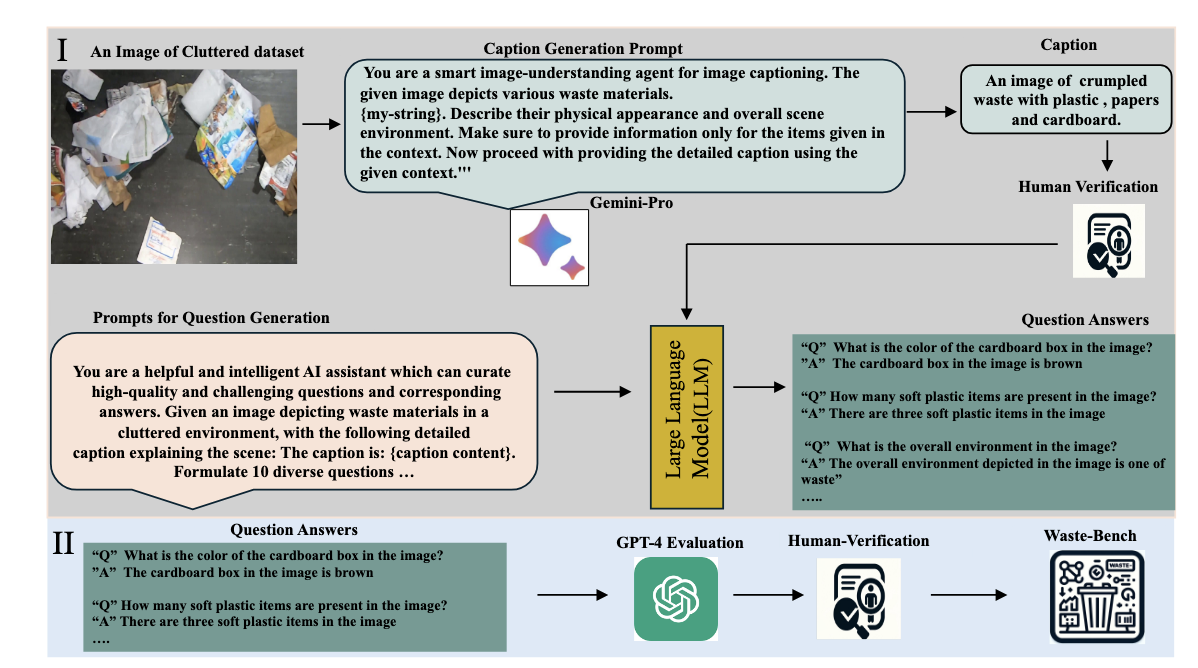 I
An Image of Cluttered dataset
Caption Generation Prompt
You are a smart image-understanding agent for image captioning. The
given image depicts various waste materials.
{my-string}. Describe their physical appearance and overall scene
environment. Make sure to provide information only for the items given in
the context. Now proceed with providing the detailed caption using the
given context."'
Gemini-Pro
Caption
An image of crumpled
waste with plastic , papers
and cardboard.
Human Verification
Prompts for Question Generation
You are a helpful and intelligent AI assistant which can curate
high-quality and challenging questions and corresponding
answers. Given an image depicting waste materials in a
cluttered environment, with the following detailed
caption explaining the scene: The caption is: {caption content}.
Formulate 10 diverse questions …
Large Language
Model(LLM)
Question Answers
“Q” What is the color of the cardboard box in the image?
”A” The cardboard box in the image is brown
“Q” How many soft plastic items are present in the image?
“A” There are three soft plastic items in the image
“Q” What is the overall environment in the image?
“A” The overall environment depicted in the image is one of
waste”
…..
II
Question Answers
“Q” What is the color of the cardboard box in the image?
”A” The cardboard box in the image is brown
“Q” How many soft plastic items are present in the image?
“A” There are three soft plastic items in the image
….
GPT-4 Evaluation
Human-Verification
Waste-Bench
WASTE-